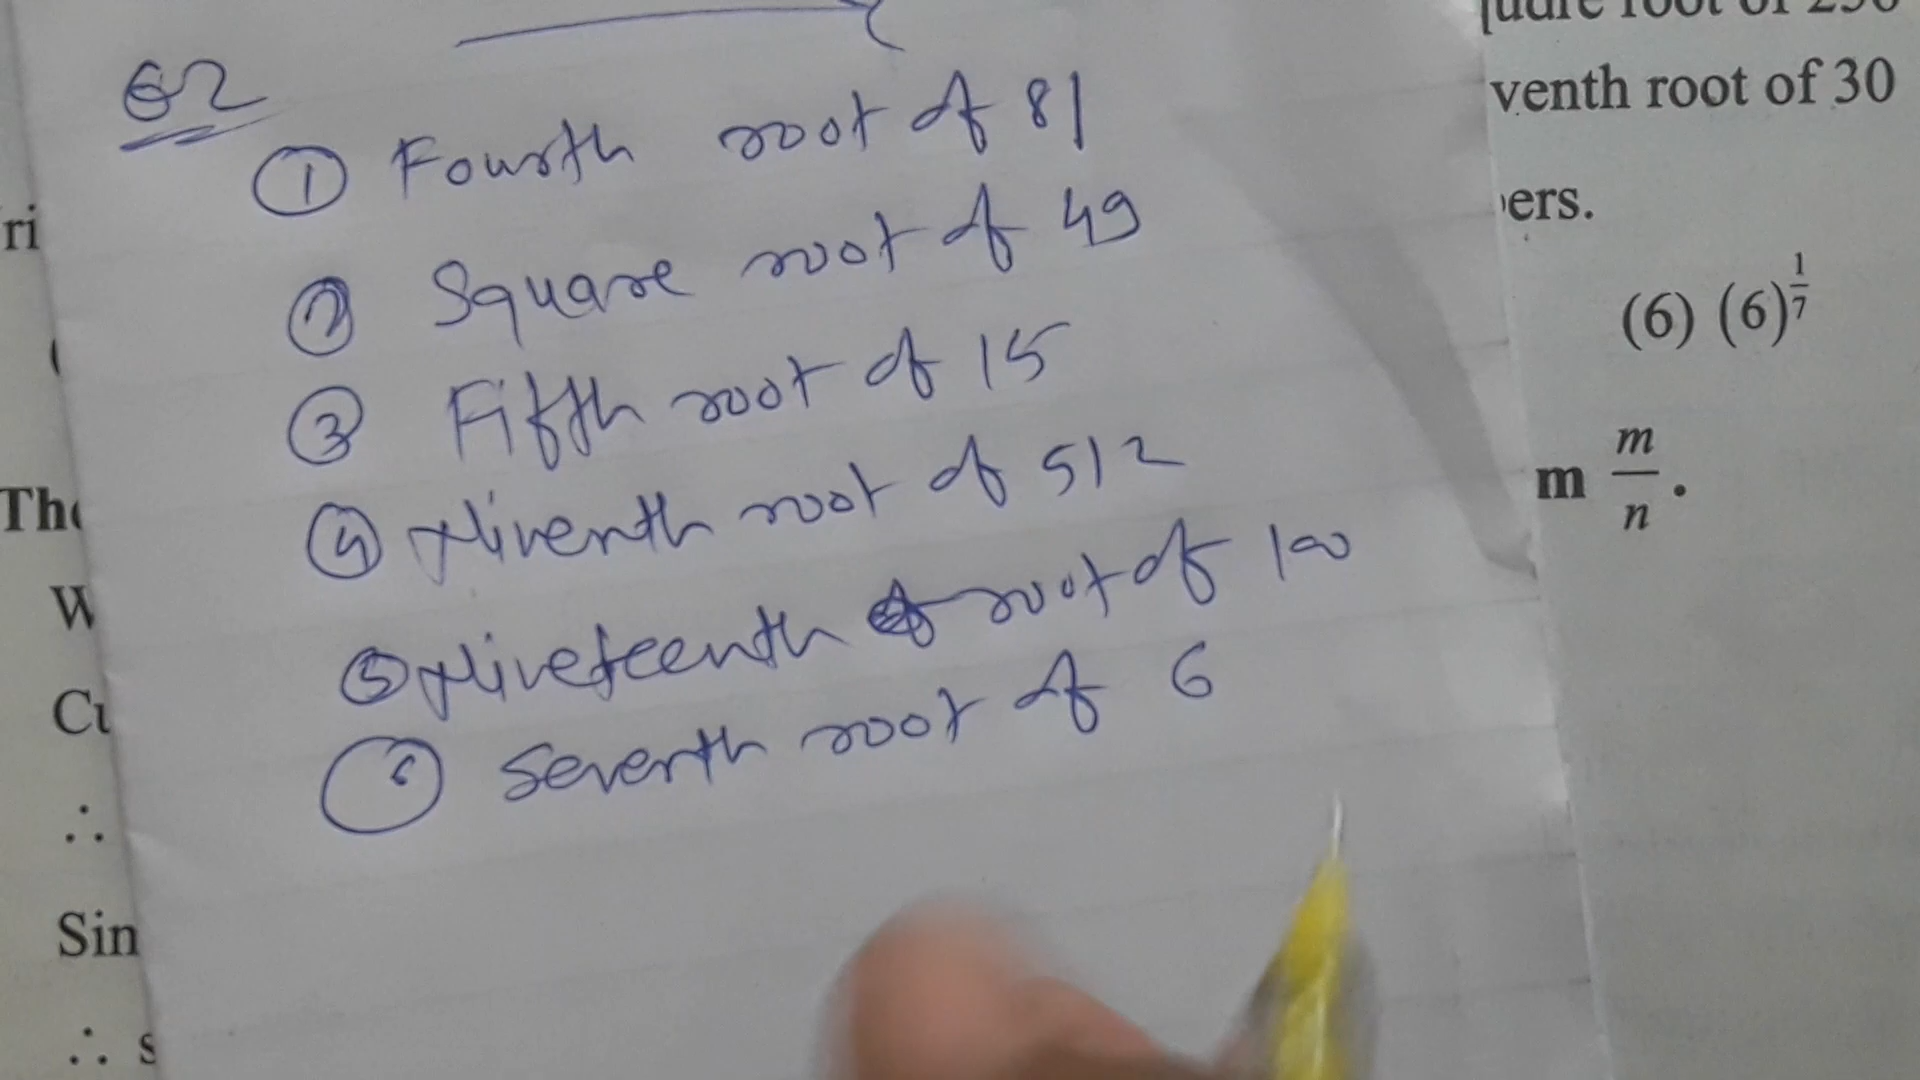 Q2
① Fourth root of 81
② Square root of 49
③ Fifth root of 15
④ Nineth root of 512
⑤ Nineteenth root of 100
⑥ Seventh root of 6
venth root of 30
ers.
(6) (6)^{1/7}
m m/n .
ri
The
W
Cu
∴
Sin
∴ s